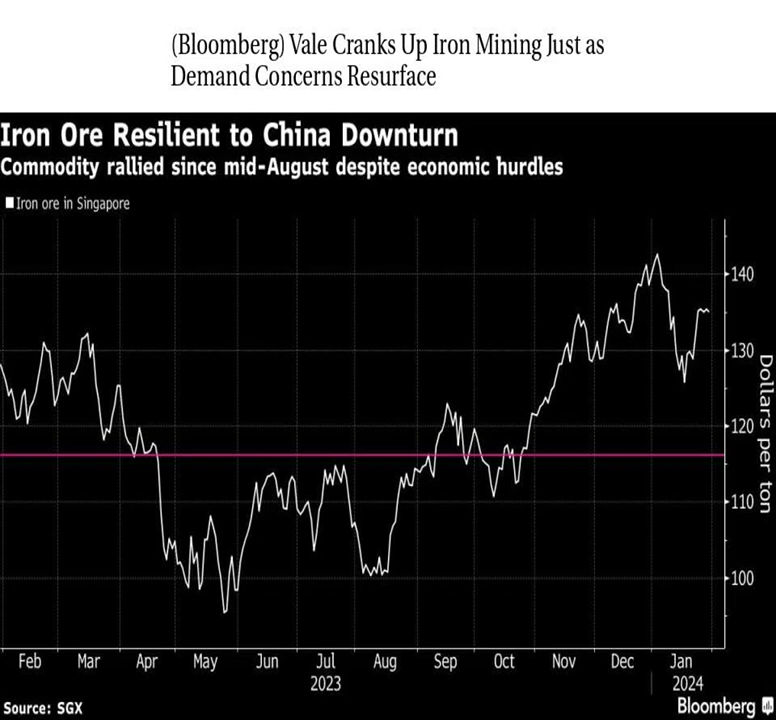 (Bloomberg) Vale Cranks Up Iron Mining Just as
Demand Concerns Resurface
Iron Ore Resilient to China Downturn
Commodity rallied since mid-August despite economic hurdles
Iron ore in Singapore
140
130
120
110
100
Dollars per ton
Feb Mar Apr May Jun Jul Aug Sep Oct Nov Dec Jan
2023 2024
Source: SGX
Bloomberg